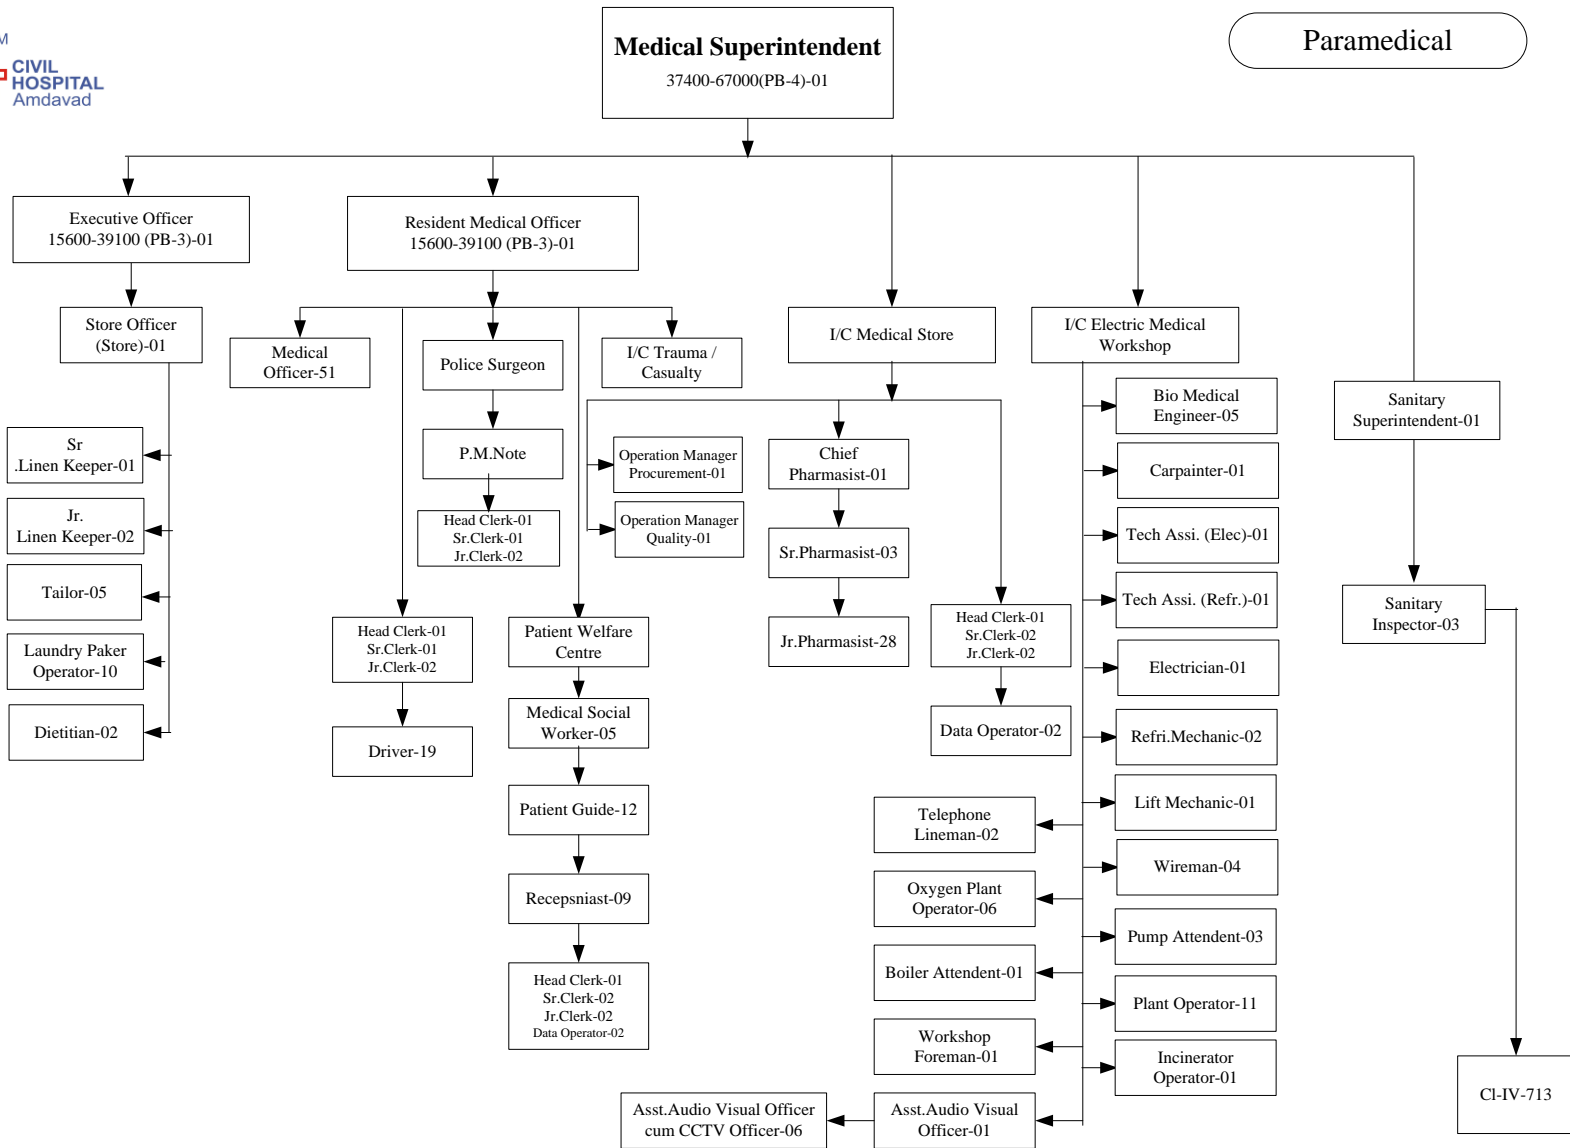 M
CIVIL
HOSPITAL
Amdavad
Medical Superintendent
37400-67000(PB-4)-01
Paramedical
Executive Officer
15600-39100 (PB-3)-01
Resident Medical Officer
15600-39100 (PB-3)-01
Store Officer
(Store)-01
Sr
.Linen Keeper-01
Jr.
Linen Keeper-02
Tailor-05
Laundry Paker
Operator-10
Dietitian-02
Medical
Officer-51
Head Clerk-01
Sr.Clerk-01
Jr.Clerk-02
Driver-19
Police Surgeon
P.M.Note
Head Clerk-01
Sr.Clerk-01
Jr.Clerk-02
Patient Welfare
Centre
Medical Social
Worker-05
Patient Guide-12
Recepsniast-09
Head Clerk-01
Sr.Clerk-02
Jr.Clerk-02
Data Operator-02
I/C Trauma /
Casualty
I/C Medical Store
Operation Manager
Procurement-01
Operation Manager
Quality-01
Chief
Pharmasist-01
Sr.Pharmasist-03
Jr.Pharmasist-28
Head Clerk-01
Sr.Clerk-02
Jr.Clerk-02
Data Operator-02
I/C Electric Medical
Workshop
Bio Medical
Engineer-05
Carpainter-01
Tech Assi. (Elec)-01
Tech Assi. (Refr.)-01
Electrician-01
Refri.Mechanic-02
Lift Mechanic-01
Wireman-04
Pump Attendent-03
Plant Operator-11
Incinerator
Operator-01
Telephone
Lineman-02
Oxygen Plant
Operator-06
Boiler Attendent-01
Workshop
Foreman-01
Asst.Audio Visual
Officer-01
Asst.Audio Visual Officer
cum CCTV Officer-06
Sanitary
Superintendent-01
Sanitary
Inspector-03
Cl-IV-713